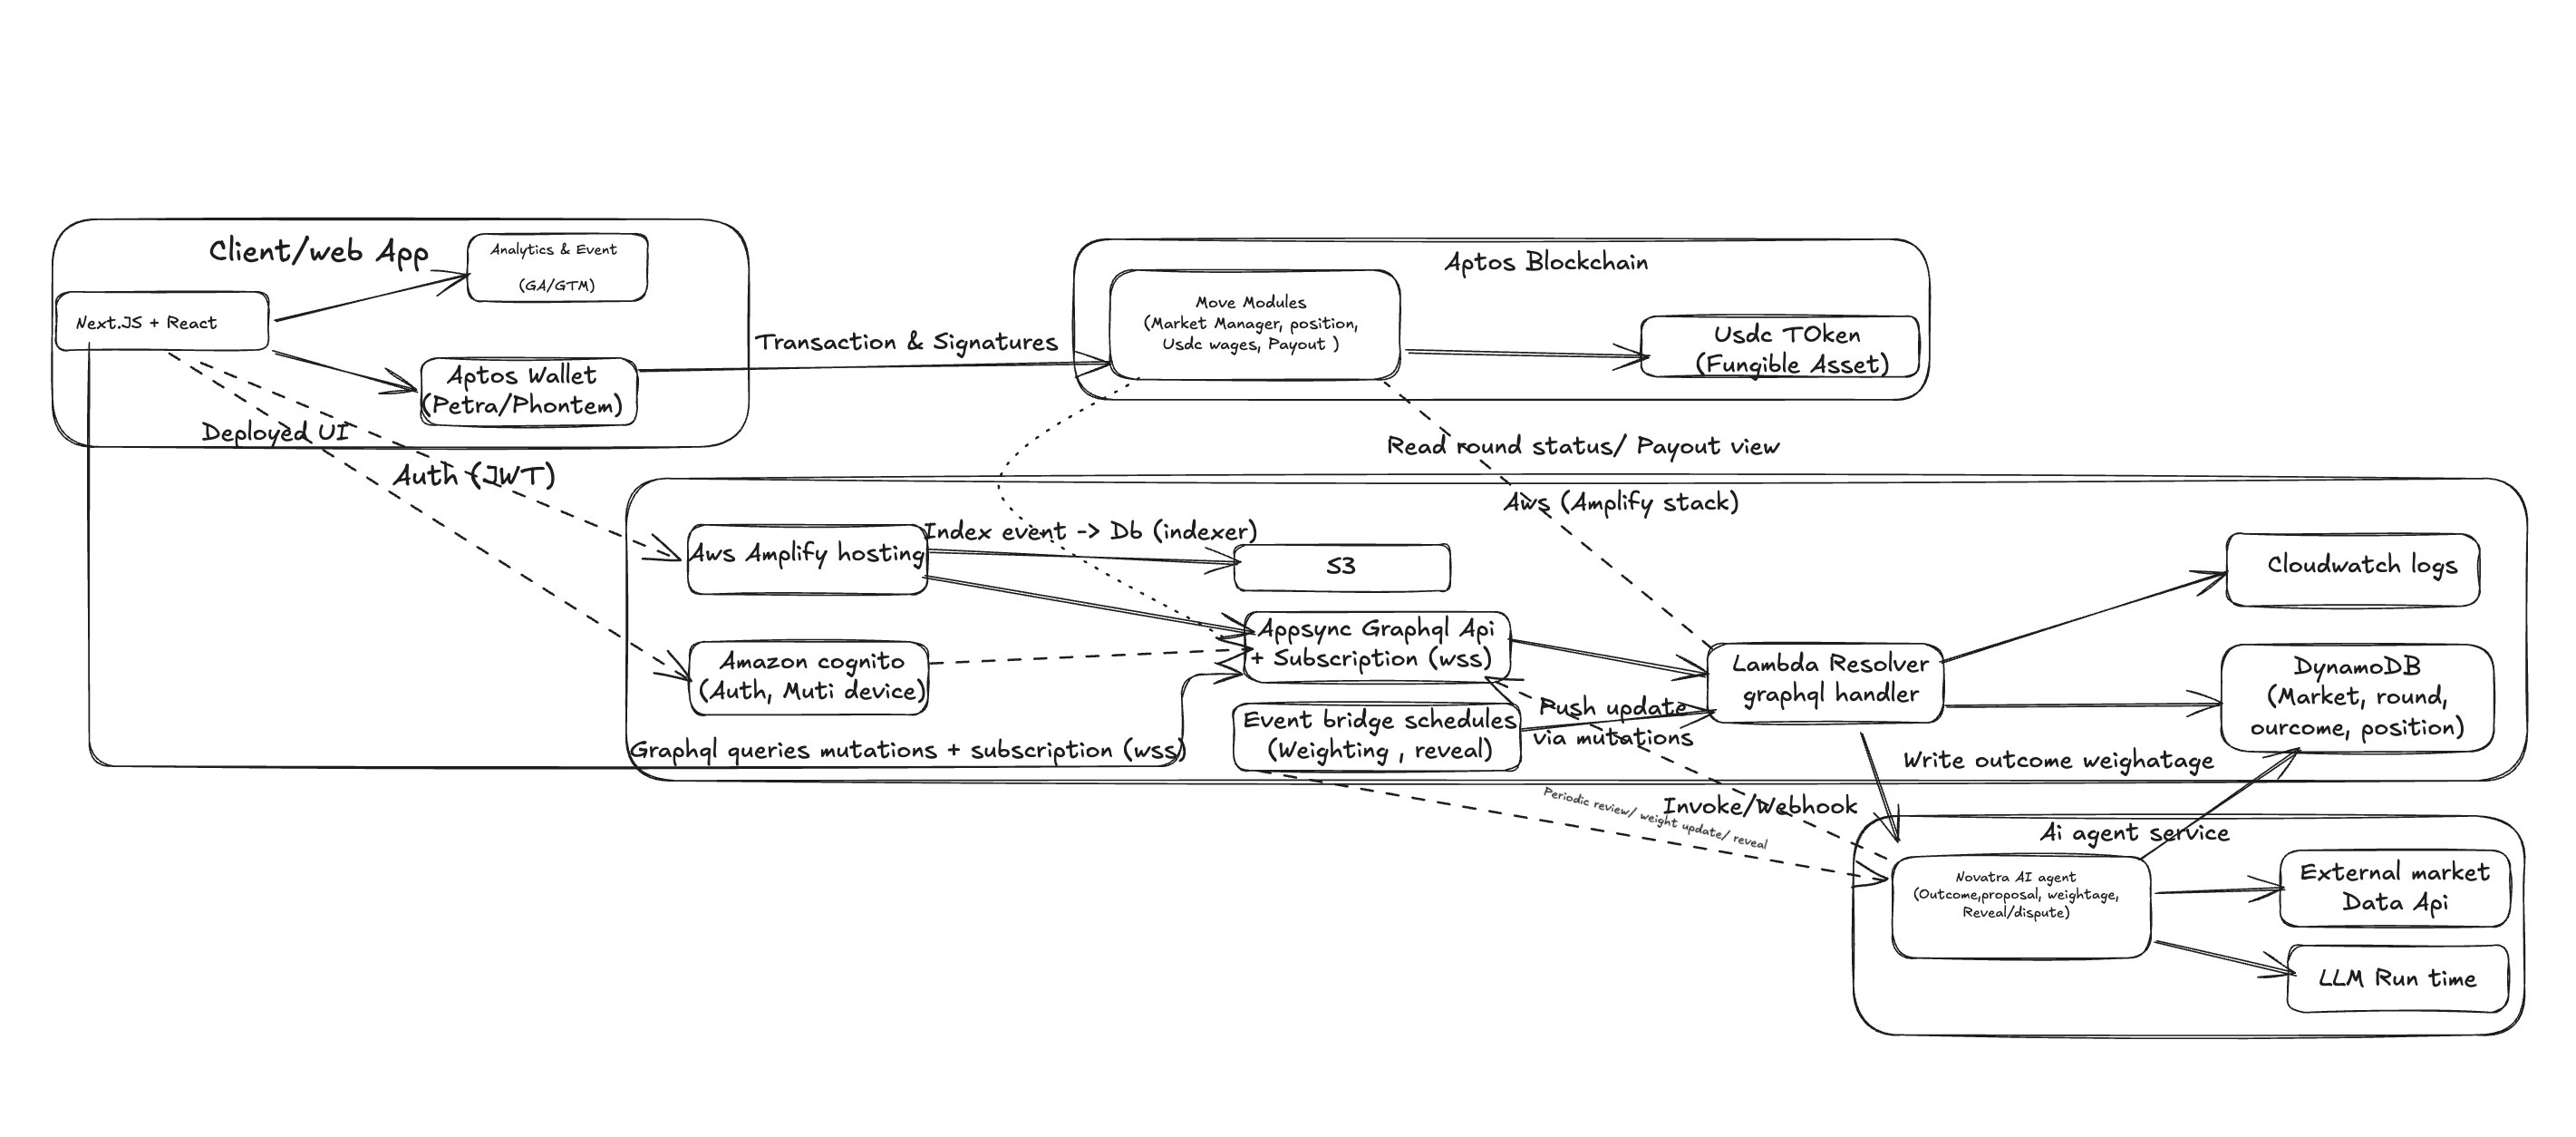 Client/web App
Analytics & Event
(GA/GTM)
Next.JS + React
Aptos Wallet
(Petra/Phontem)
Deployed UI
Auth (JWT)
Transaction & Signatures
Aptos Blockchain
Move Modules
(Market Manager, position,
Usdc wages, Payout )
Usdc TOken
(Fungible Asset)
Read round status/ Payout view
Aws (Amplify stack)
Aws Amplify hosting
Index event -> Db (indexer)
S3
Appsync Graphql Api
+ Subscription (wss)
Amazon cognito
(Auth, Muti device)
Graphql queries mutations + subscription (wss)
Event bridge schedules
(Weighting , reveal)
Push update
via mutations
Lambda Resolver
graphql handler
Cloudwatch logs
DynamoDB
(Market, round,
ourcome, position)
Write outcome weighatage
Invoke/Webhook
Periodic review/ weight update/ reveal
Ai agent service
Novatra AI agent
(Outcome,proposal, weightage,
Reveal/dispute)
External market
Data Api
LLM Run time